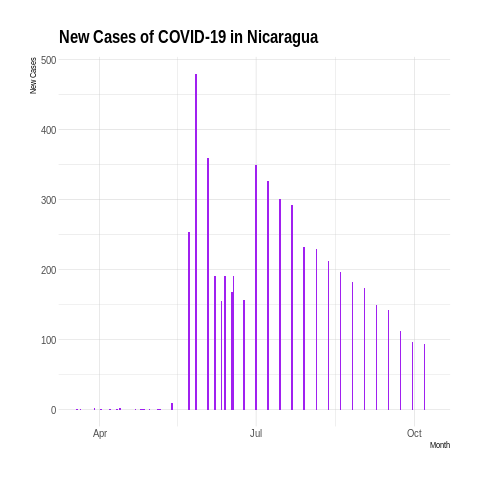 New Cases of COVID-19 in Nicaragua
New Cases
500
400
300
200
100
0
Apr
Jul
Oct
Month